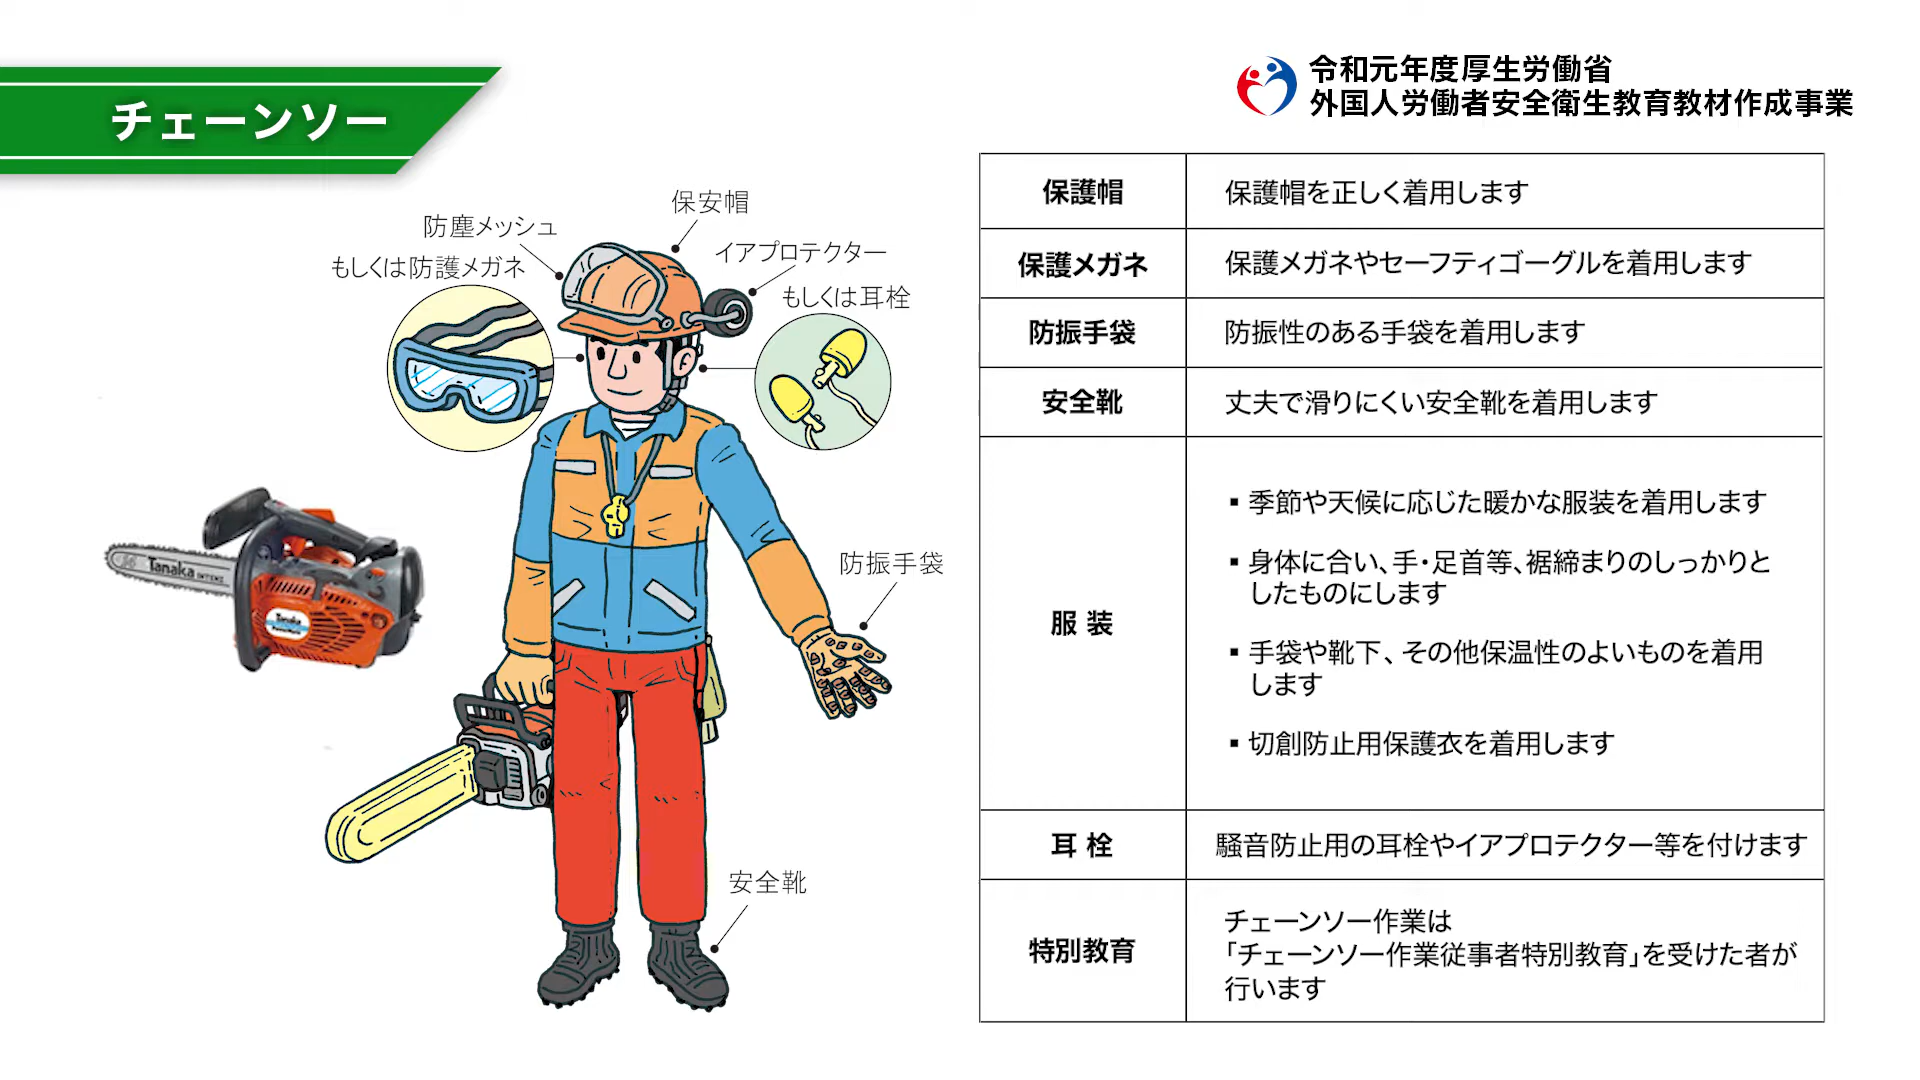 チェーンソー
令和元年度厚生労働省
外国人労働者安全衛生教育教材作成事業
保安帽
防塵メッシュ
イアプロテクター
もしくは防護メガネ
もしくは耳栓
防振手袋
安全靴
Tanaka
Tanaka
保護帽
保護帽を正しく着用します
保護メガネ
保護メガネやセーフティゴーグルを着用します
防振手袋
防振性のある手袋を着用します
安全靴
丈夫で滑りにくい安全靴を着用します
服 装
▪ 季節や天候に応じた暖かな服装を着用します
▪ 身体に合い、手・足首等、裾締まりのしっかりと
したものにします
▪ 手袋や靴下、その他保温性のよいものを着用
します
▪ 切創防止用保護衣を着用します
耳 栓
騒音防止用の耳栓やイアプロテクター等を付けます
特別教育
チェーンソー作業は
「チェーンソー作業従事者特別教育」を受けた者が
行います